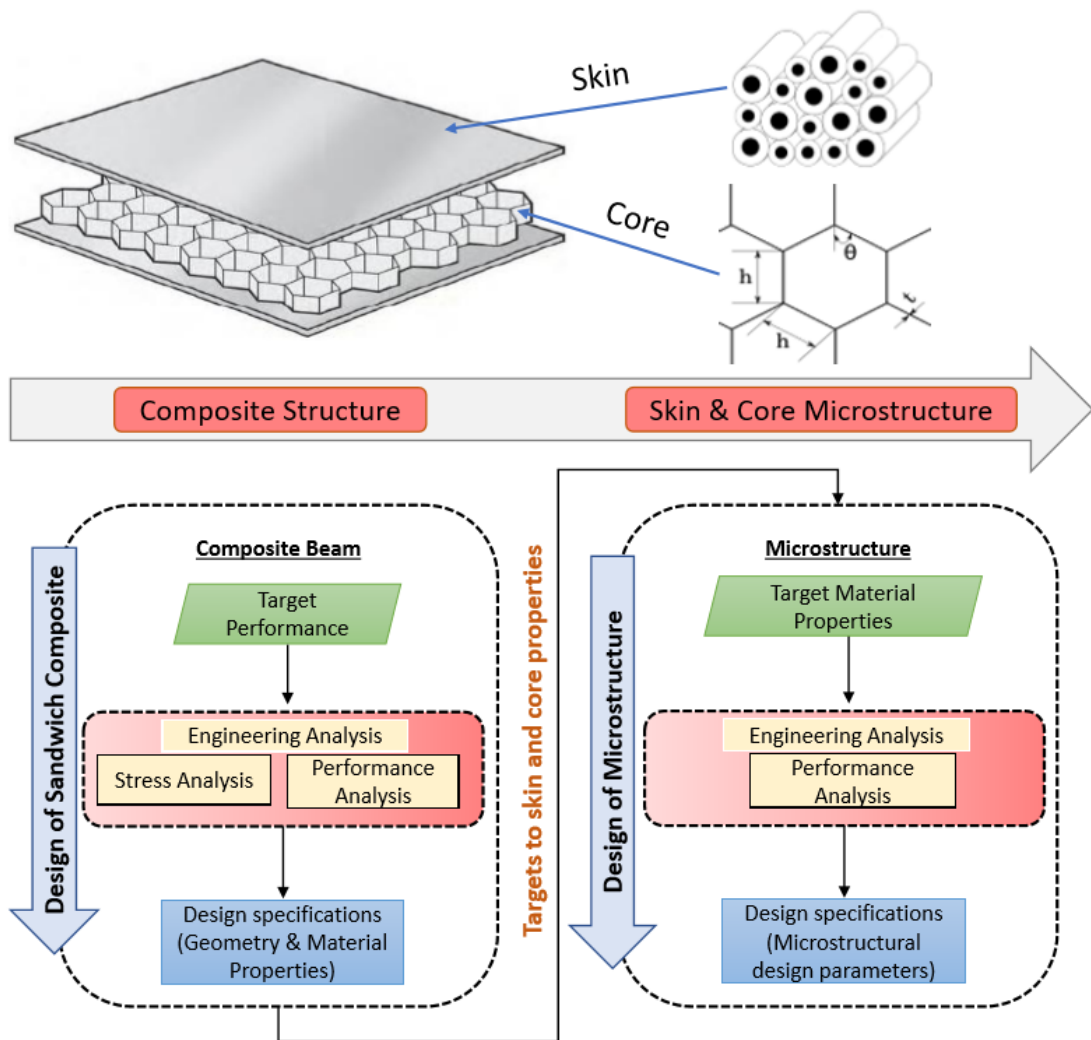 Skin
Core
h
θ
t
h
Composite Structure
Skin & Core Microstructure
Design of Sandwich Composite
Composite Beam
Target
Performance
Engineering Analysis
Stress Analysis
Performance
Analysis
Design specifications
(Geometry & Material
Properties)
Targets to skin and core properties
Design of Microstructure
Microstructure
Target Material
Properties
Engineering Analysis
Performance
Analysis
Design specifications
(Microstructural
design parameters)